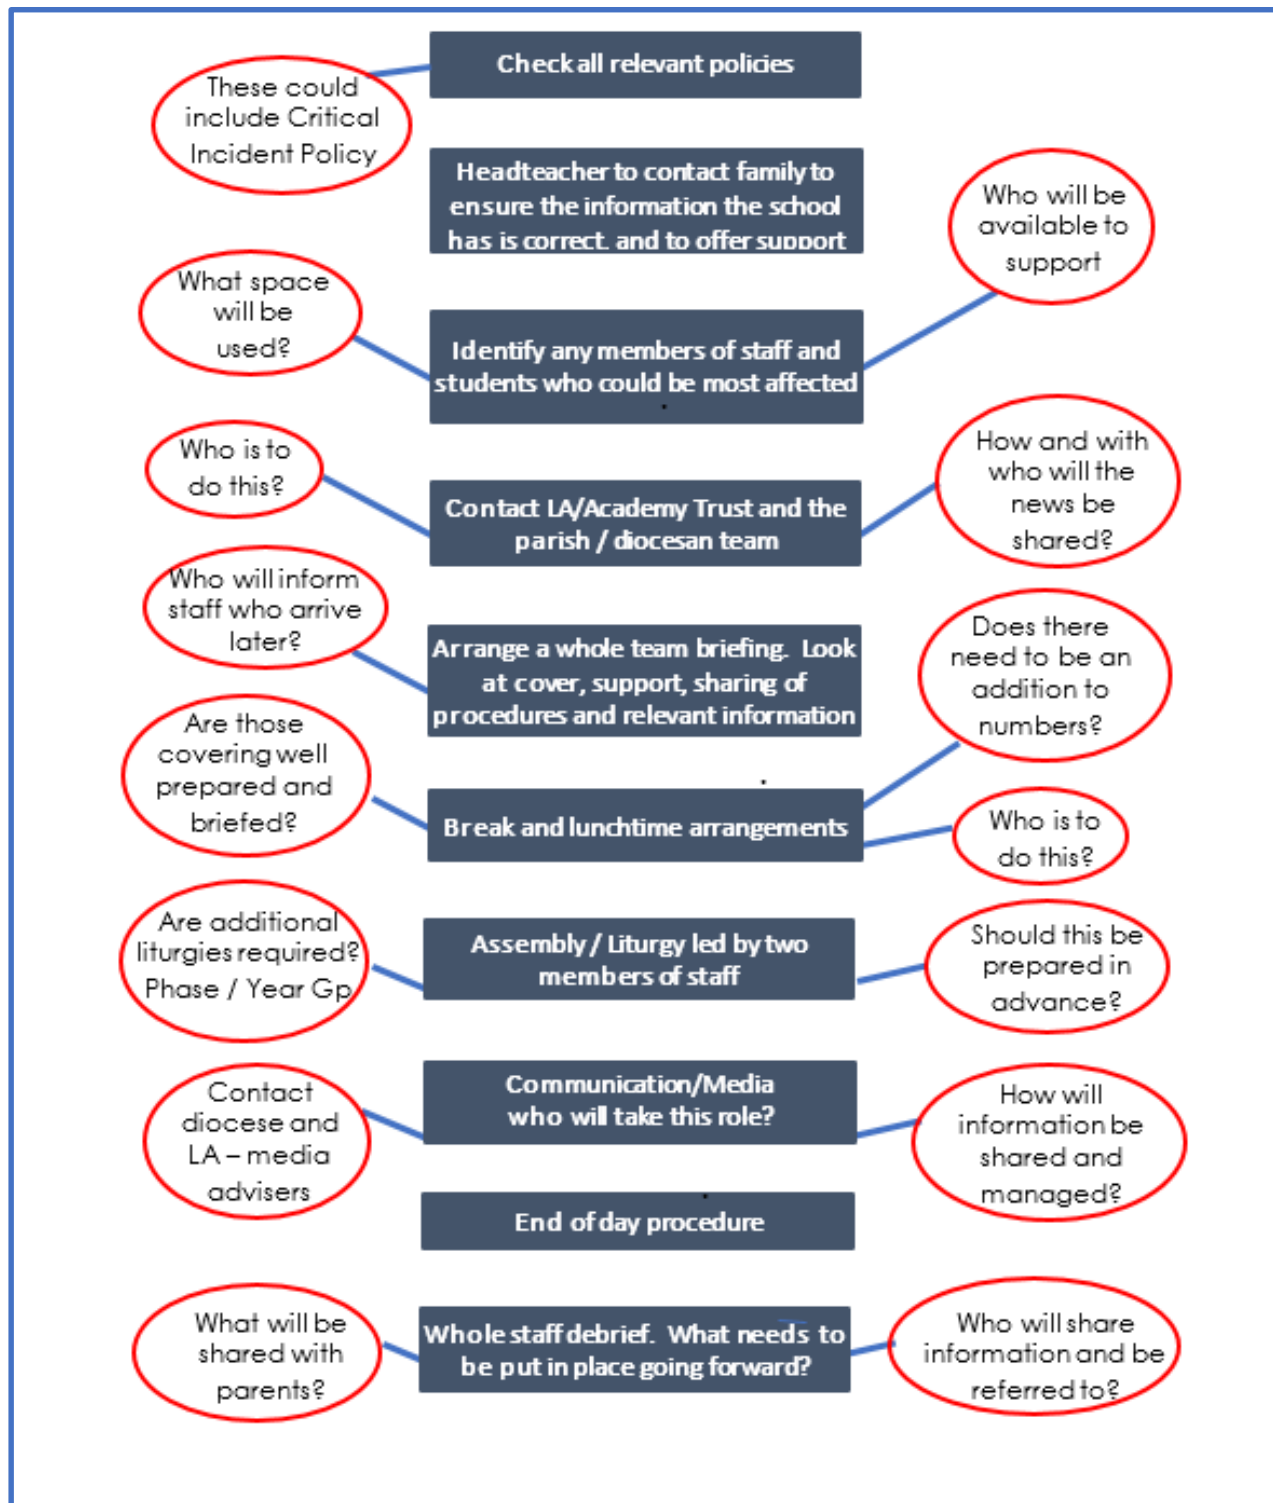 Check all relevant policies
These could
include Critical
Incident Policy
Headteacher to contact family to
ensure the information the school
has is correct, and to offer support
Who will be
available to
support
What space
will be
used?
Identify any members of staff and
students who could be most affected
.
Who is to
do this?
How and with
who will the
news be
shared?
Contact LA/Academy Trust and the
parish / diocesan team
Who will inform
staff who arrive
later?
Arrange a whole team briefing. Look
at cover, support, sharing of
procedures and relevant information
.
Does there
need to be an
addition to
numbers?
Are those
covering well
prepared and
briefed?
Break and lunchtime arrangements
Who is to
do this?
Are additional
liturgies required?
Phase / Year Gp
Assembly / Liturgy led by two
members of staff
Should this be
prepared in
advance?
Contact
diocese and
LA – media
advisers
Communication/Media
who will take this role?
How will
information be
shared and
managed?
.
End of day procedure
What will be
shared with
parents?
Whole staff debrief. What needs to
be put in place going forward?
Who will share
information and be
referred to?